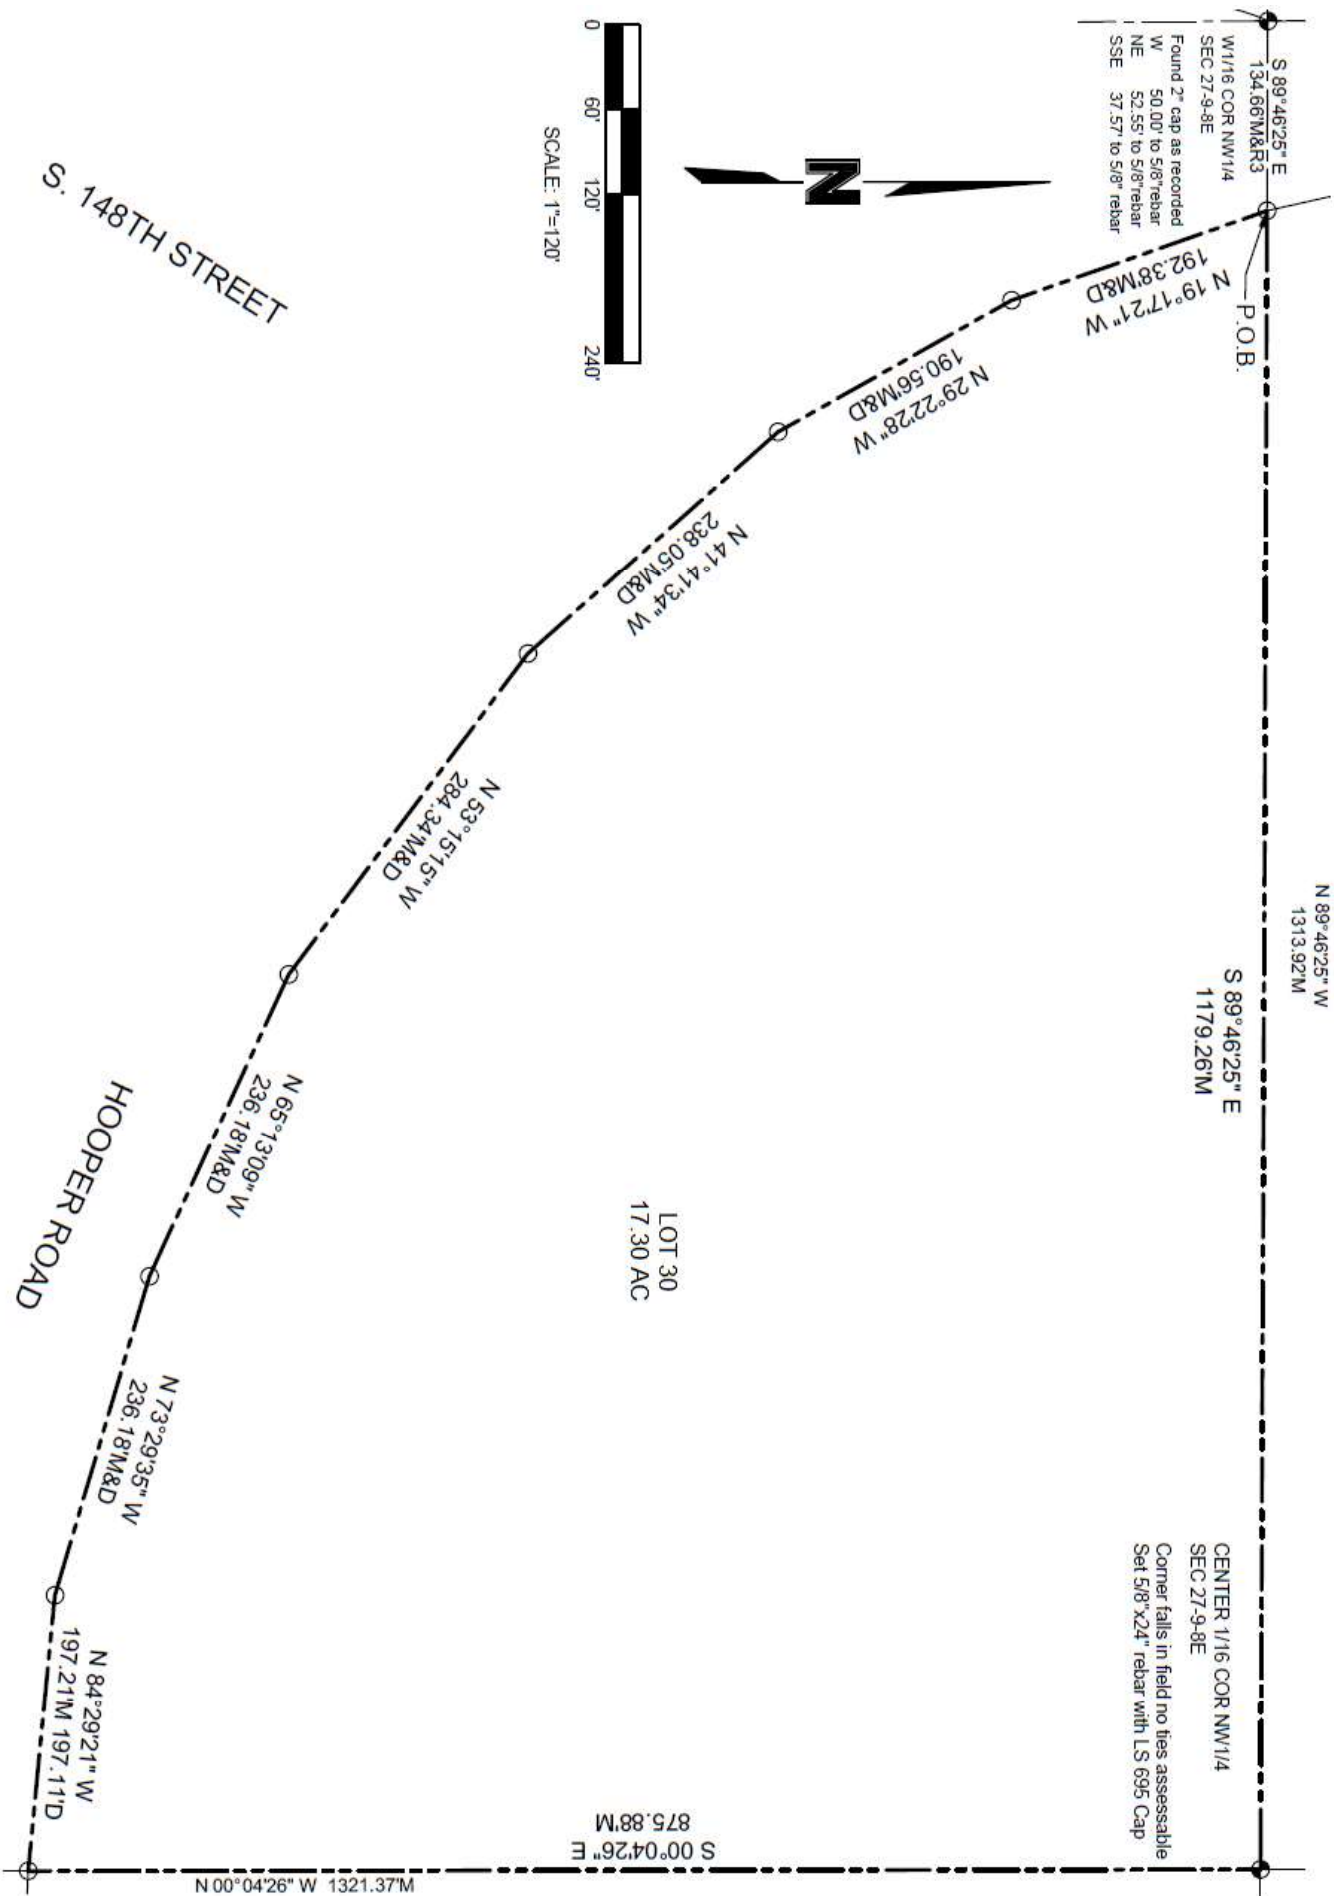 N 89°46'25" W
1313.92'M
S 89°46'25" E
134.66'M&R3
W1/16 COR NW1/4
SEC 27-9-8E
Found 2" cap as recorded
W 50.00' to 5/8"rebar
NE 52.55' to 5/8"rebar
SSE 37.57' to 5/8" rebar
P.O.B.
S 89°46'25" E
1179.26'M
CENTER 1/16 COR NW1/4
SEC 27-9-8E
Corner falls in field no ties assessable
Set 5/8"x24" rebar with LS 695 Cap
N 19°17'21" W
192.38'M&D
N 29°22'28" W
190.56'M&D
N
N 41°41'34" W
238.05'M&D
SCALE: 1"=120'
0 60' 120' 240'
LOT 30
17.30 AC
S 00°04'26" E
875.88'M
N 53°15'15" W
284.34'M&D
S. 148TH STREET
N 65°13'09" W
236.18'M&D
N 73°29'35" W
236.18'M&D
HOOPER ROAD
N 84°29'21" W
197.21'M 197.11'D
N 00°04'26" W 1321.37'M